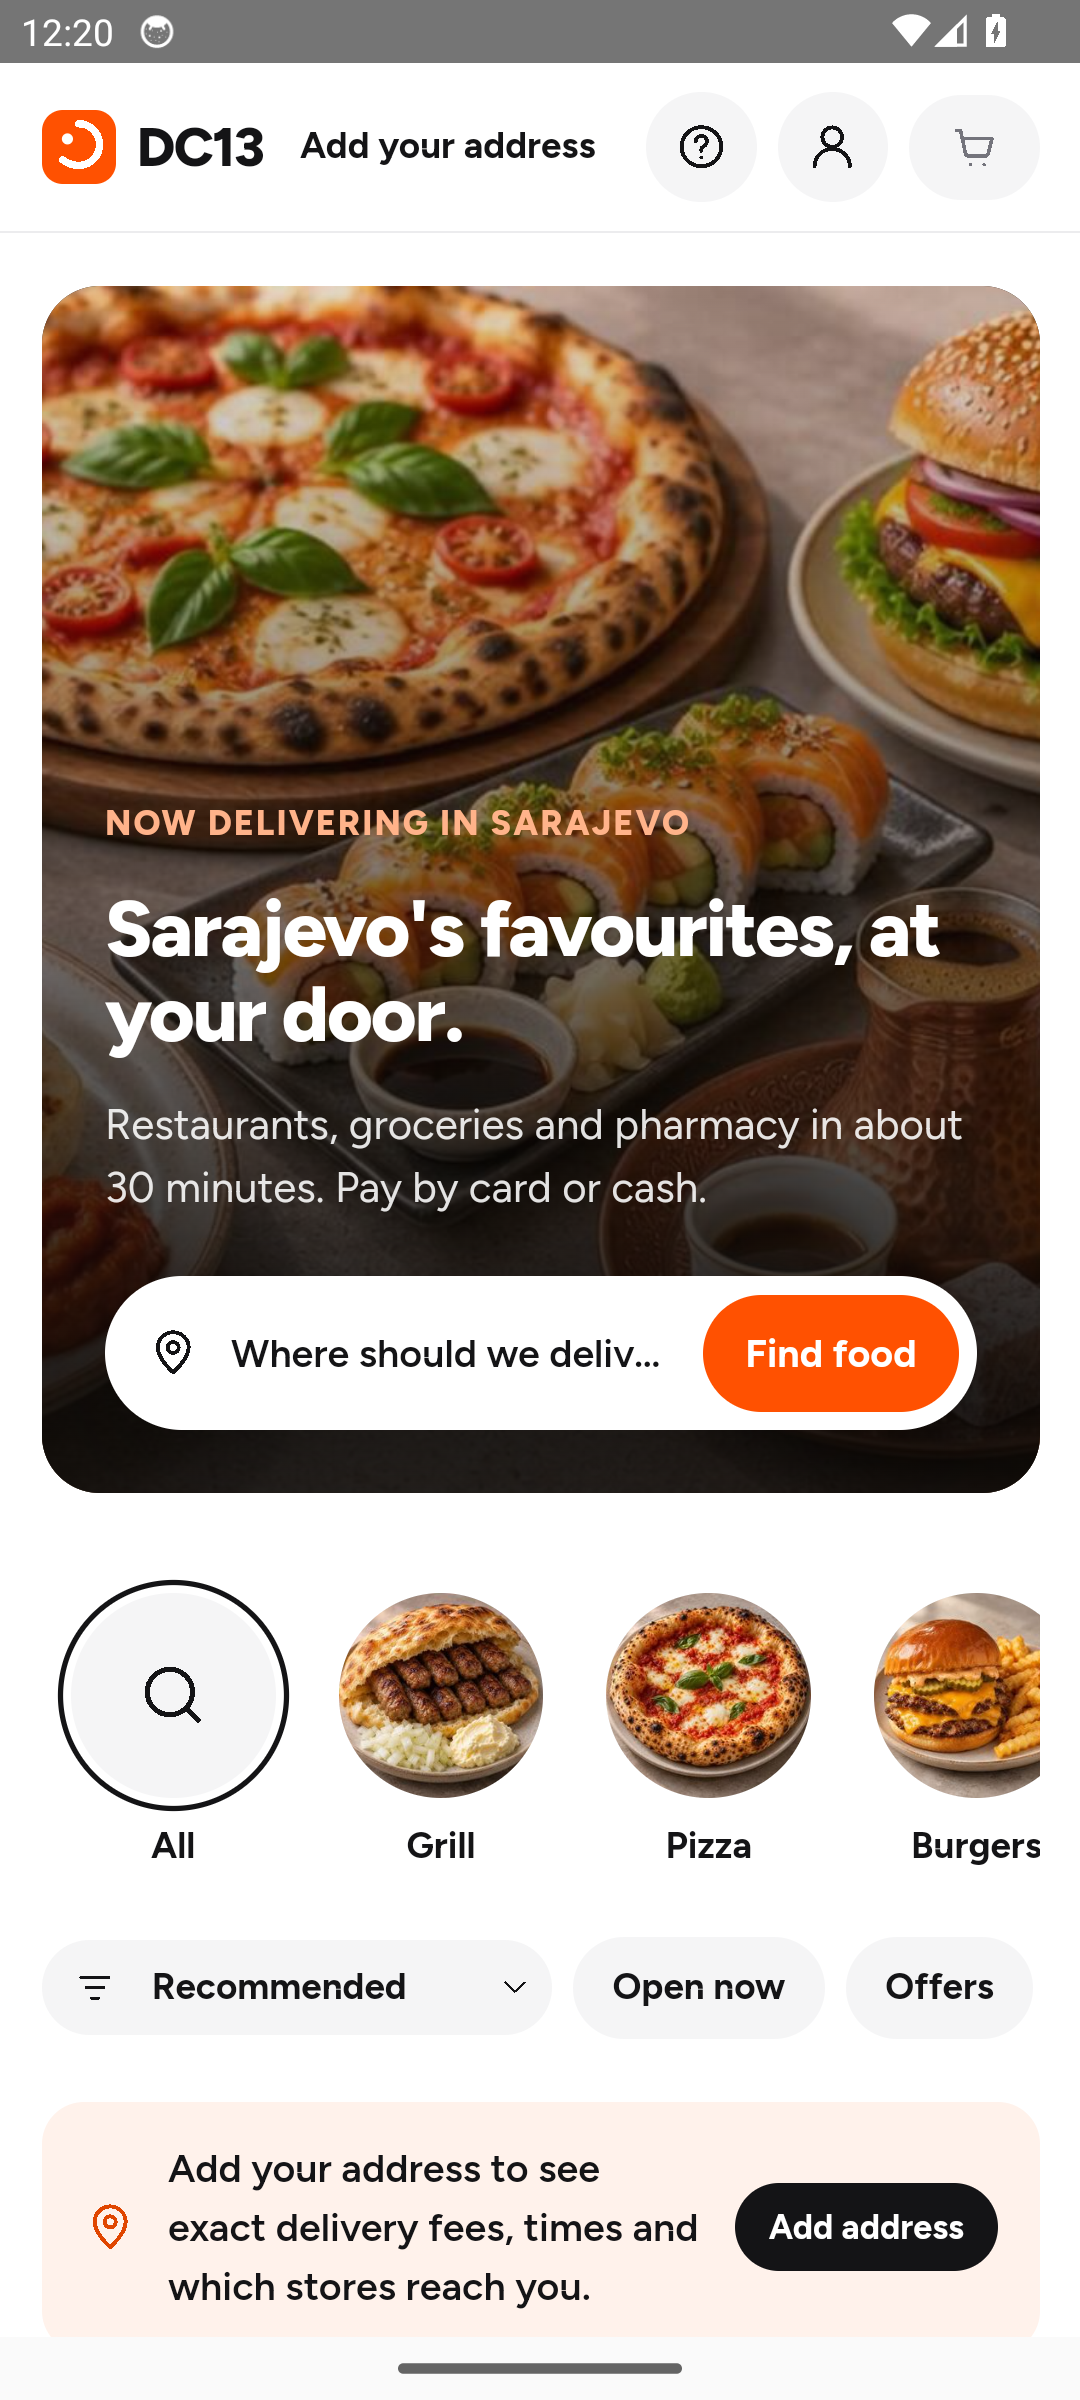 12:20
DC13
Add your address
NOW DELIVERING IN SARAJEVO
Sarajevo's favourites, at
your door.
Restaurants, groceries and pharmacy in about
30 minutes. Pay by card or cash.
Where should we deliv...
Find food
All
Grill
Pizza
Burgers
Recommended
Open now
Offers
Add your address to see
exact delivery fees, times and
which stores reach you.
Add address